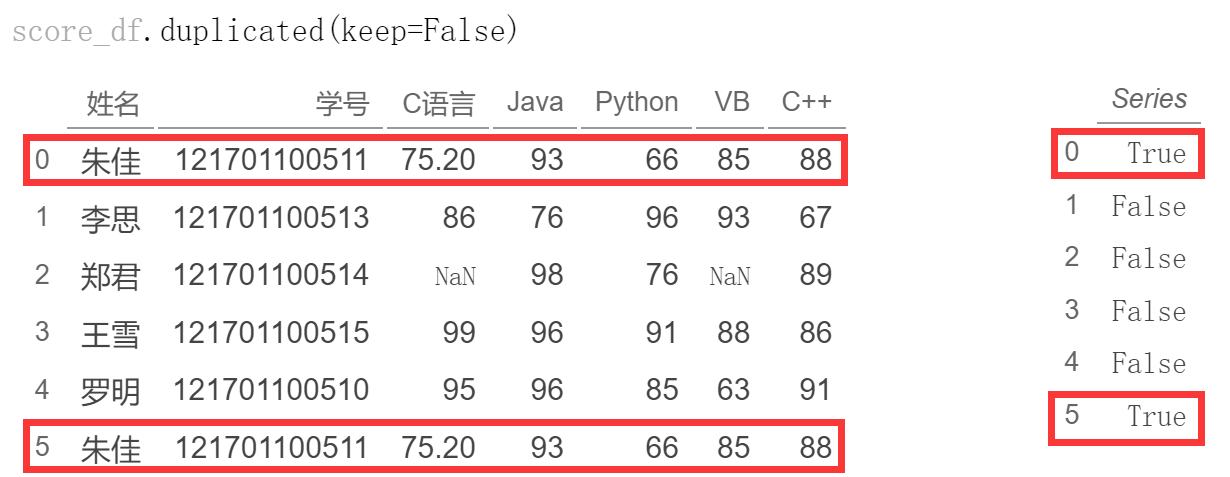 score_df.duplicated(keep=False)
姓名 学号 C语言 Java Python VB C++ Series
0 朱佳 121701100511 75.20 93 66 85 88 0 True
1 李思 121701100513 86 76 96 93 67 1 False
2 郑君 121701100514 NaN 98 76 NaN 89 2 False
3 王雪 121701100515 99 96 91 88 86 3 False
4 罗明 121701100510 95 96 85 63 91 4 False
5 朱佳 121701100511 75.20 93 66 85 88 5 True